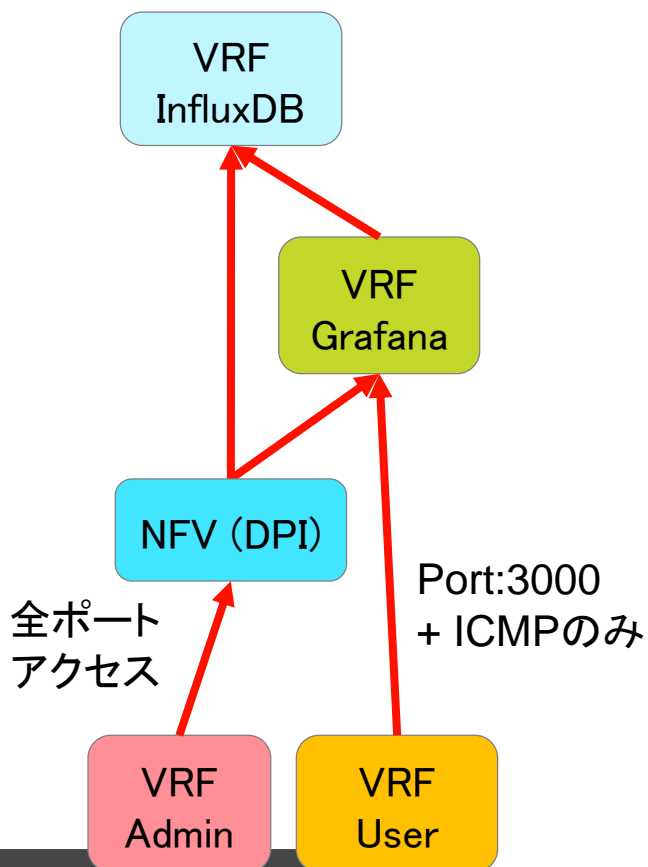 VRF
InfluxDB
VRF
Grafana
NFV (DPI)
全ポート
アクセス
Port:3000
+ ICMPのみ
VRF
Admin
VRF
User